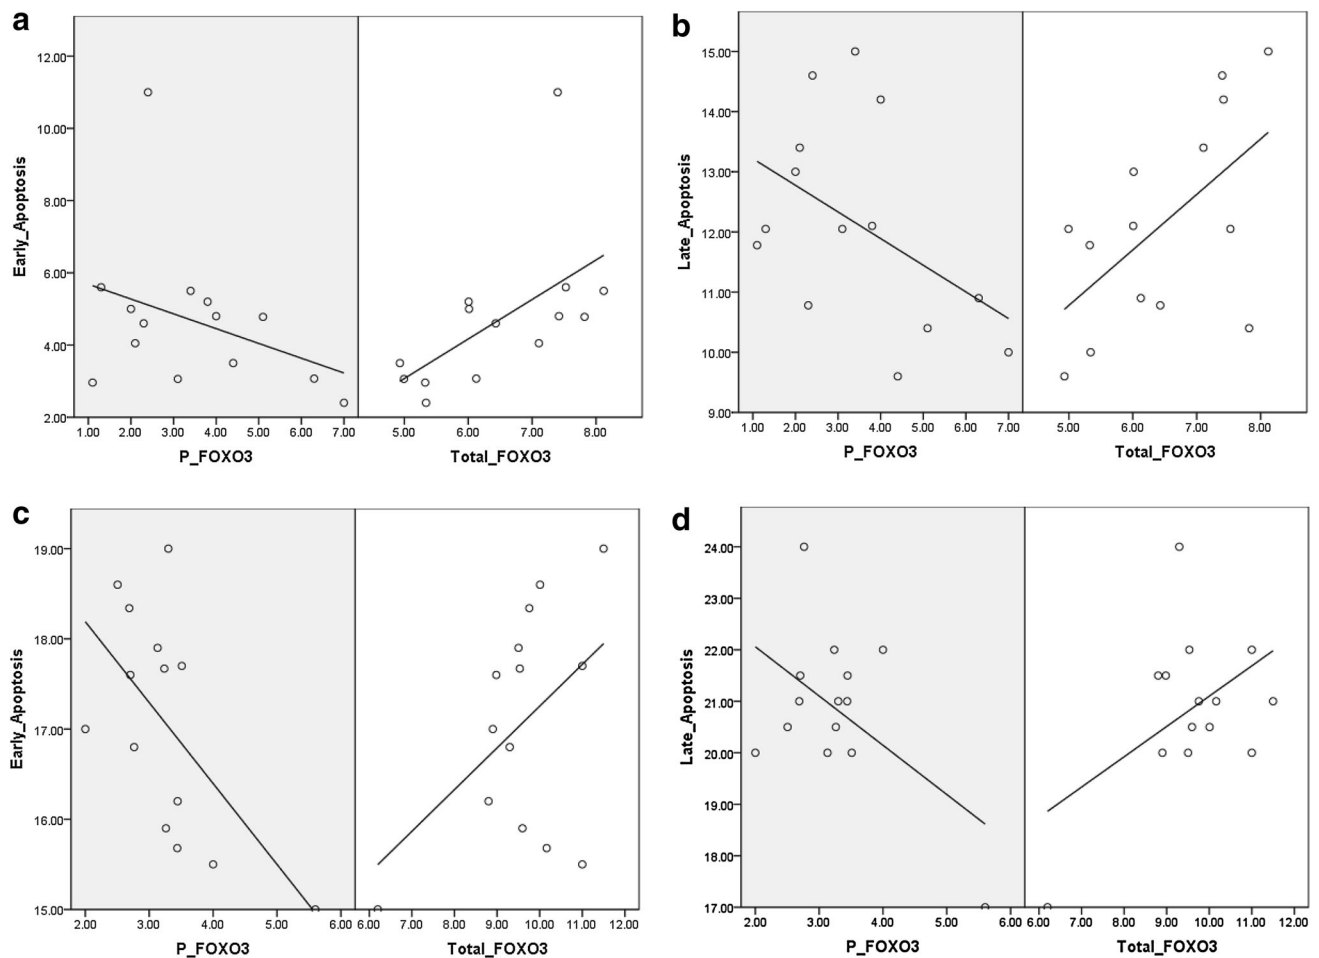 a
12.00
10.00
8.00
6.00
4.00
2.00
Early_Apoptosis
1.00 2.00 3.00 4.00 5.00 6.00 7.00 5.00 6.00 7.00 8.00
P_FOXO3 Total_FOXO3
b
15.00
14.00
13.00
12.00
11.00
10.00
9.00
Late_Apoptosis
1.00 2.00 3.00 4.00 5.00 6.00 7.00 5.00 6.00 7.00 8.00
P_FOXO3 Total_FOXO3
c
19.00
18.00
17.00
16.00
15.00
Early_Apoptosis
2.00 3.00 4.00 5.00 6.00 6.00 7.00 8.00 9.00 10.00 11.00 12.00
P_FOXO3 Total_FOXO3
d
24.00
23.00
22.00
21.00
20.00
19.00
18.00
17.00
Late_Apoptosis
2.00 3.00 4.00 5.00 6.00 6.00 7.00 8.00 9.00 10.00 11.00 12.00
P_FOXO3 Total_FOXO3